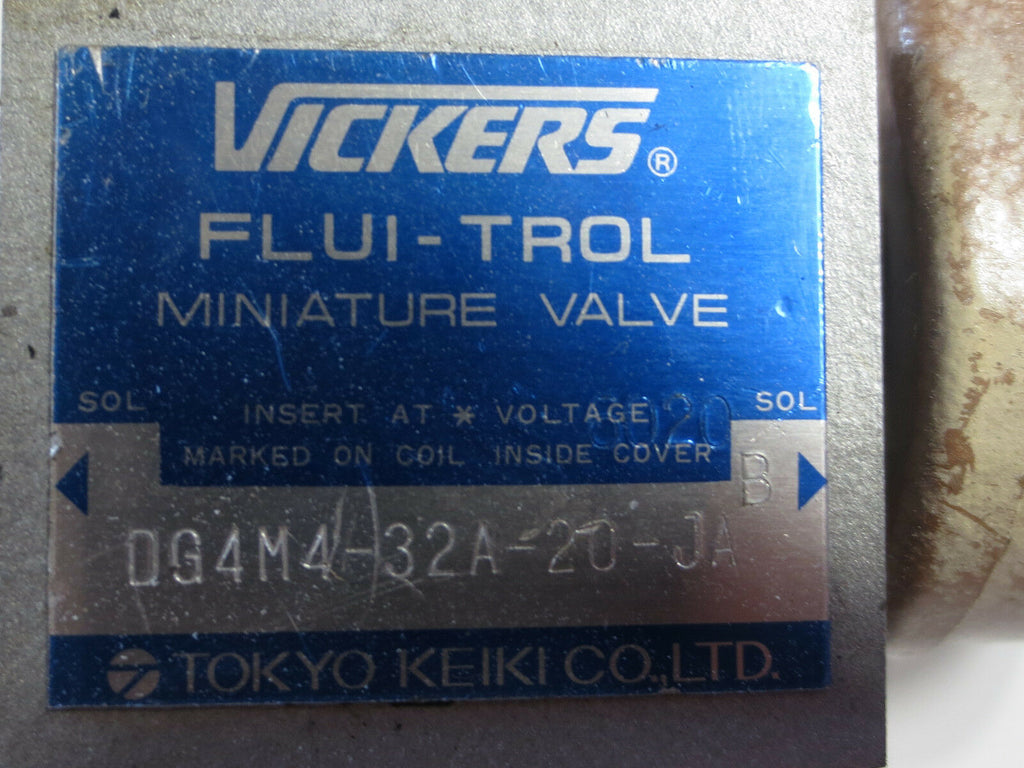 VICKERS®
FLUI-TROL
MINIATURE VALVE
SOL INSERT AT * VOLTAGE SOL
MARKED ON COIL INSIDE COVER
B
DG4M4-32A-20-JA
TOKYO KEIKI CO., LTD.